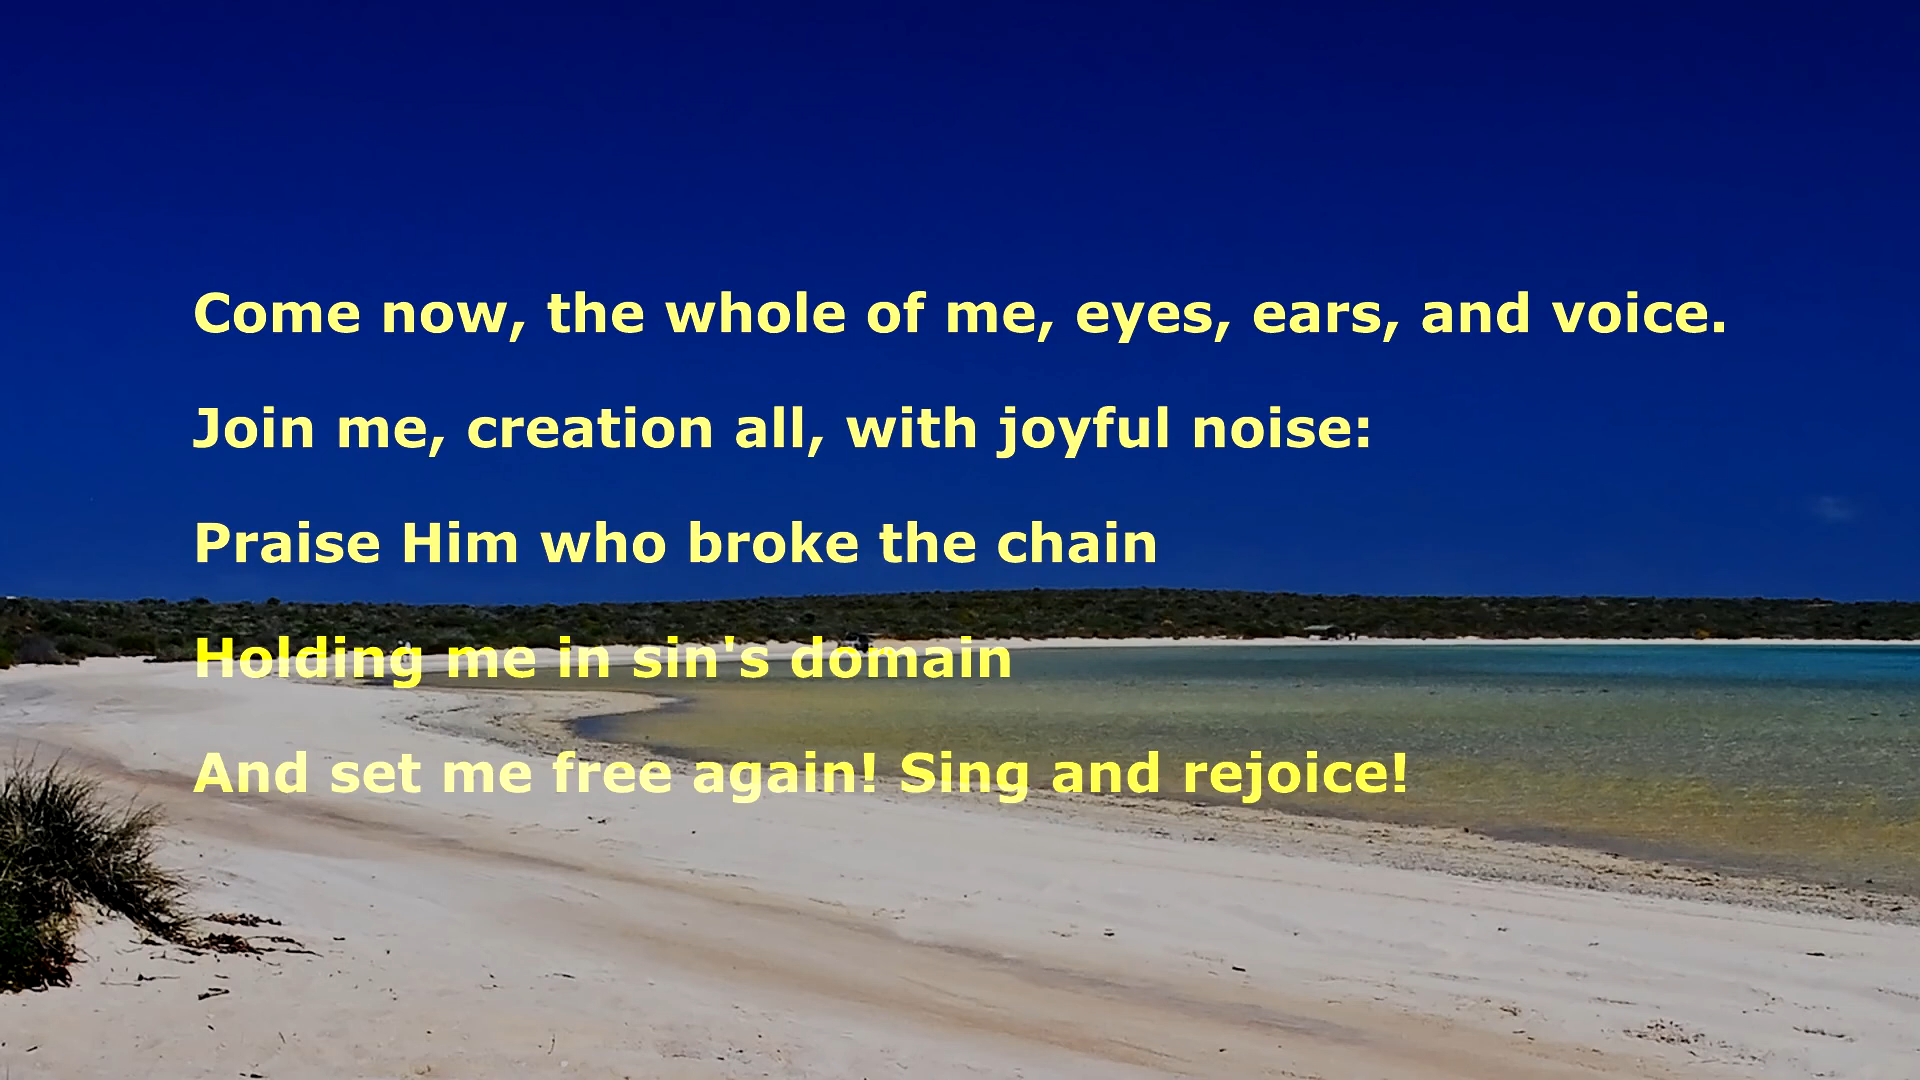 Come now, the whole of me, eyes, ears, and voice.
Join me, creation all, with joyful noise:
Praise Him who broke the chain
Holding me in sin's domain
And set me free again! Sing and rejoice!